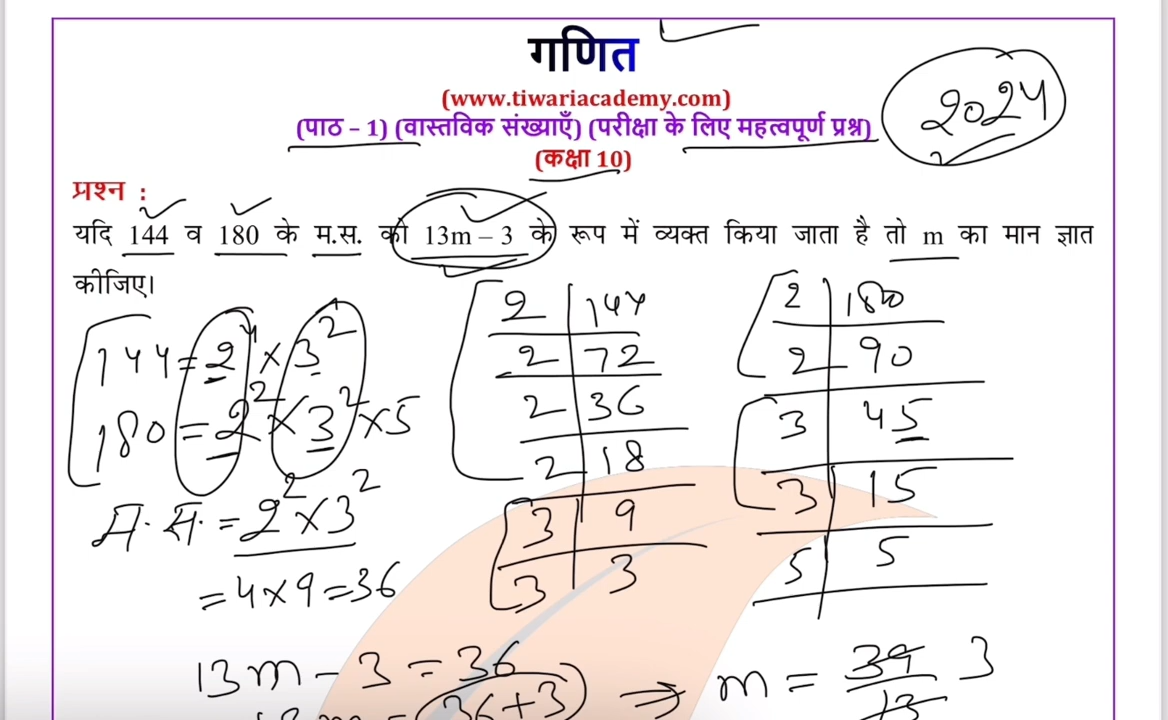 गणित
(www.tiwariacademy.com)
2024
(पाठ – 1) (वास्तविक संख्याएँ) (परीक्षा के लिए महत्वपूर्ण प्रश्न)
(कक्षा 10)
प्रश्न :
यदि 144 व 180 के म.स. को 13m – 3 के रूप में व्यक्त किया जाता है तो m का मान ज्ञात
कीजिए।
144 = 2⁴ × 3²
180 = 2² × 3² × 5
म.स. = 2² × 3²
= 4 × 9 = 36
2 | 144
2 | 72
2 | 36
2 | 18
3 | 9
3 | 3
2 | 180
2 | 90
3 | 45
3 | 15
5 | 5
13m – 3 = 36
13m = (36+3) ⇒ m = 39/13 3